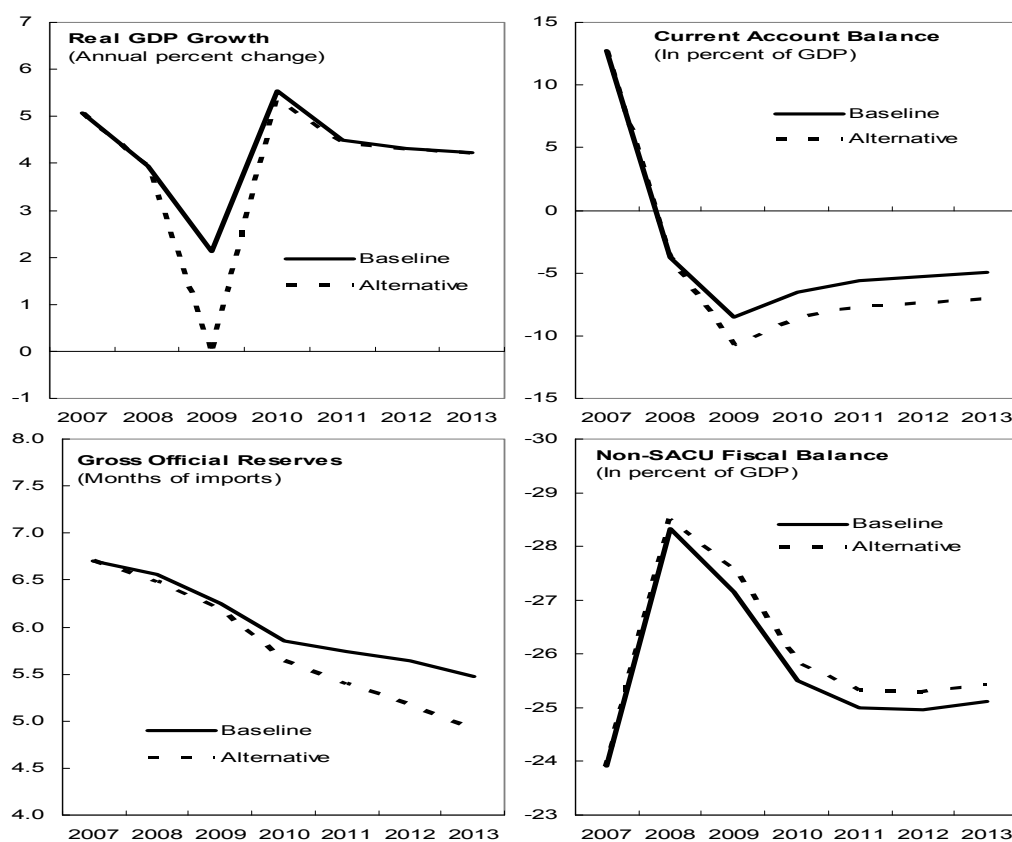 Real GDP Growth
(Annual percent change)
7
6
5
4
3
2
1
0
-1
Baseline
Alternative
2007 2008 2009 2010 2011 2012 2013
Current Account Balance
(In percent of GDP)
15
10
5
0
-5
-10
-15
Baseline
Alternative
2007 2008 2009 2010 2011 2012 2013
Gross Official Reserves
(Months of imports)
8.0
7.5
7.0
6.5
6.0
5.5
5.0
4.5
4.0
Baseline
Alternative
2007 2008 2009 2010 2011 2012 2013
Non-SACU Fiscal Balance
(In percent of GDP)
-30
-29
-28
-27
-26
-25
-24
-23
Baseline
Alternative
2007 2008 2009 2010 2011 2012 2013